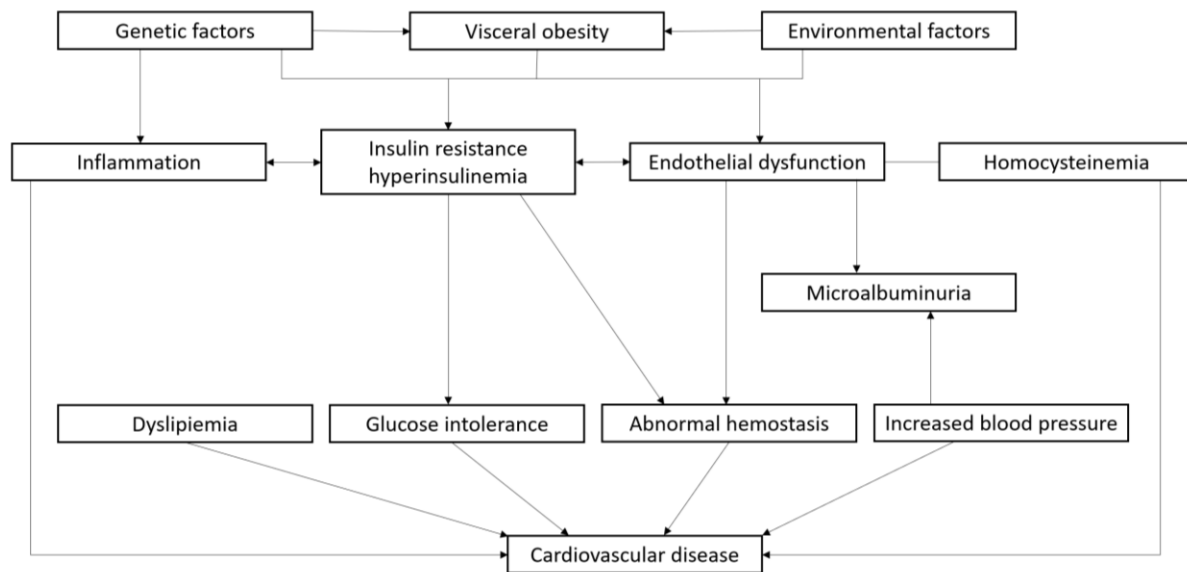 Genetic factors
Visceral obesity
Environmental factors
Inflammation
Insulin resistance
hyperinsulinemia
Endothelial dysfunction
Homocysteinemia
Microalbuminuria
Dyslipiemia
Glucose intolerance
Abnormal hemostasis
Increased blood pressure
Cardiovascular disease